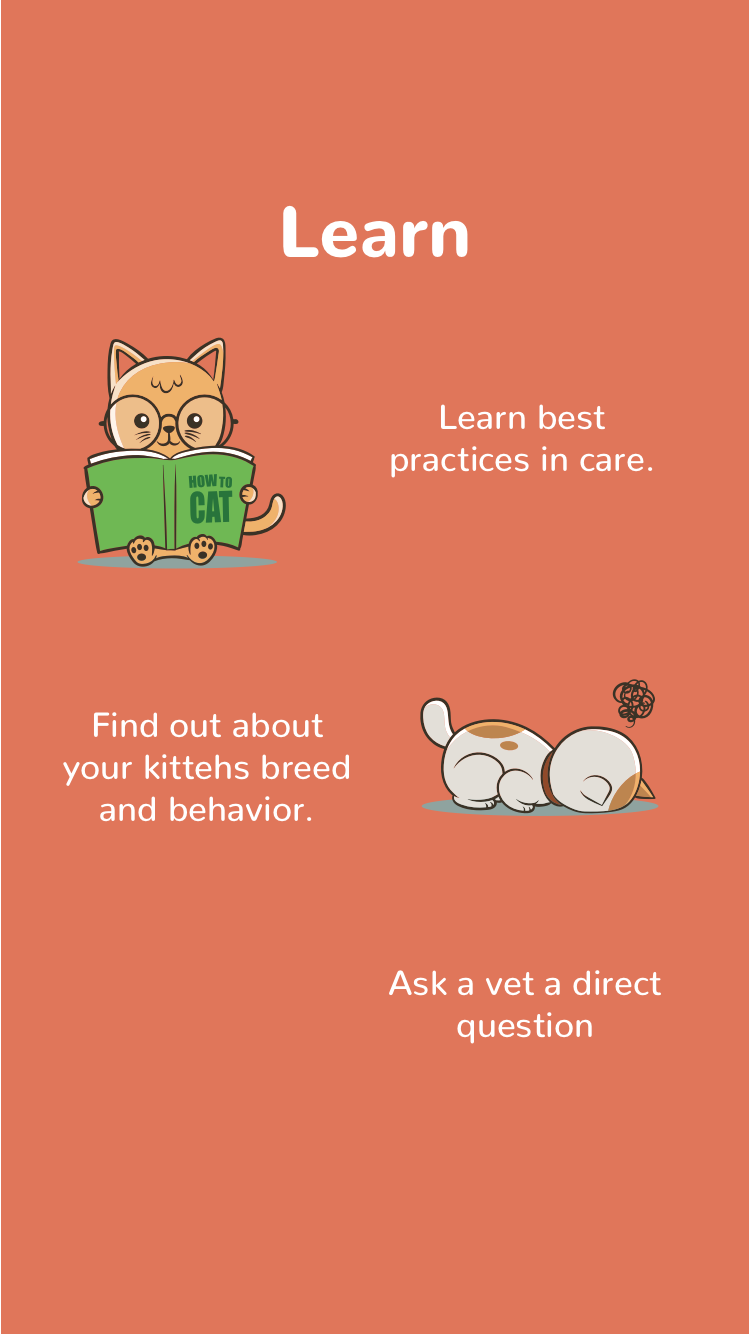 Learn
Learn best
practices in care.
HOW TO
CAT
Find out about
your kittehs breed
and behavior.
Ask a vet a direct
question